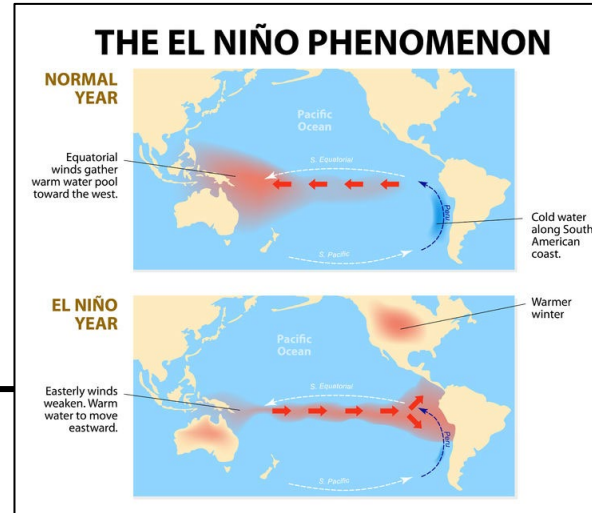 THE EL NIÑO PHENOMENON
NORMAL
YEAR
Pacific
Ocean
Equatorial
winds gather
warm water pool
toward the west.
S. Equatorial
Peru
Cold water
along South
American
coast.
S. Pacific
EL NIÑO
YEAR
Warmer
winter
Pacific
Ocean
Easterly winds
weaken. Warm
water to move
eastward.
S. Equatorial
Peru
S. Pacific